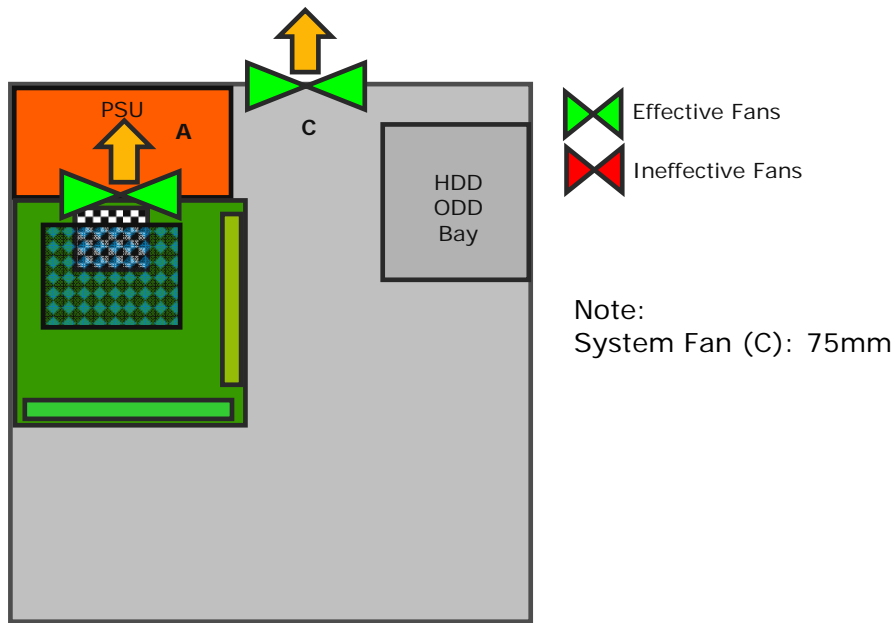 PSU
A
C
HDD
ODD
Bay
Effective Fans
Ineffective Fans
Note:
System Fan (C): 75mm